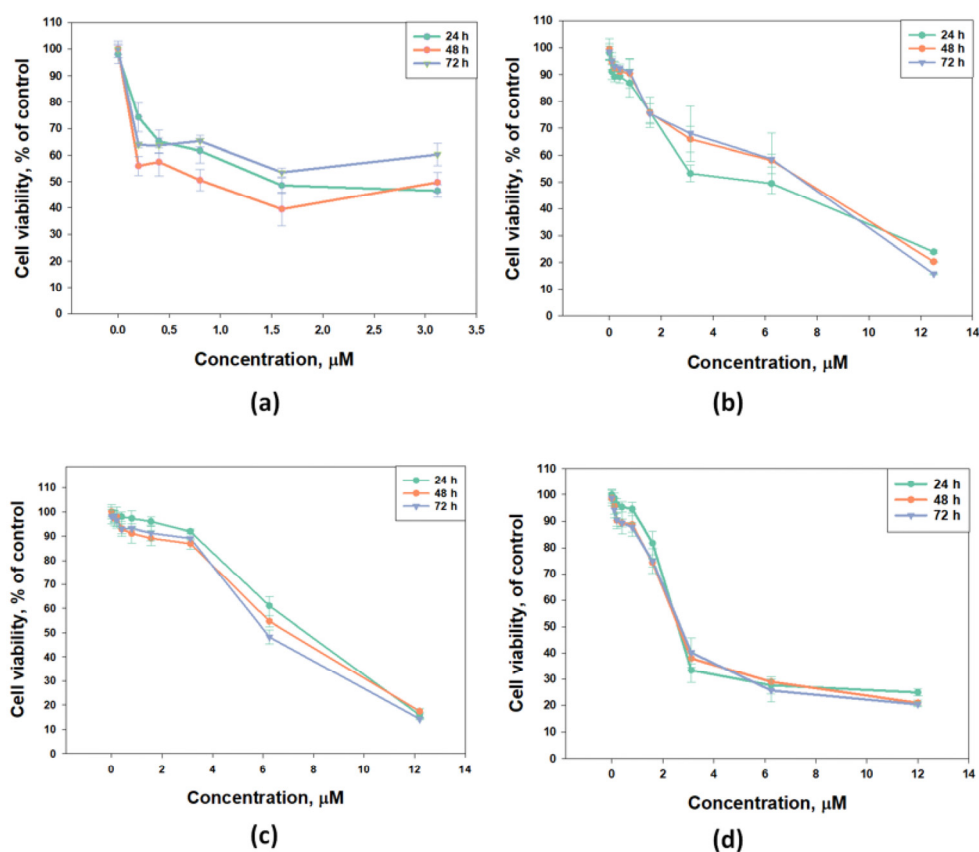 110
100
90
80
70
60
50
40
30
20
10
0
Cell viability, % of control
24 h
48 h
72 h
0.0 0,5 1,0 1,5 2,0 2,5 3.0 3.5
Concentration, μM
(a)
110
100
90
80
70
60
50
40
30
20
10
0
Cell viability, % of control
24 h
48 h
72 h
0 2 4 6 8 10 12 14
Concentration, μM
(b)
110
100
90
80
70
60
50
40
30
20
10
0
Cell viability, % of control
24 h
48 h
72 h
0 2 4 6 8 10 12 14
Concentration, μM
(c)
110
100
90
80
70
60
50
40
30
20
10
0
Cell viability, of control
24 h
48 h
72 h
0 2 4 6 8 10 12 14
Concentration, μM
(d)